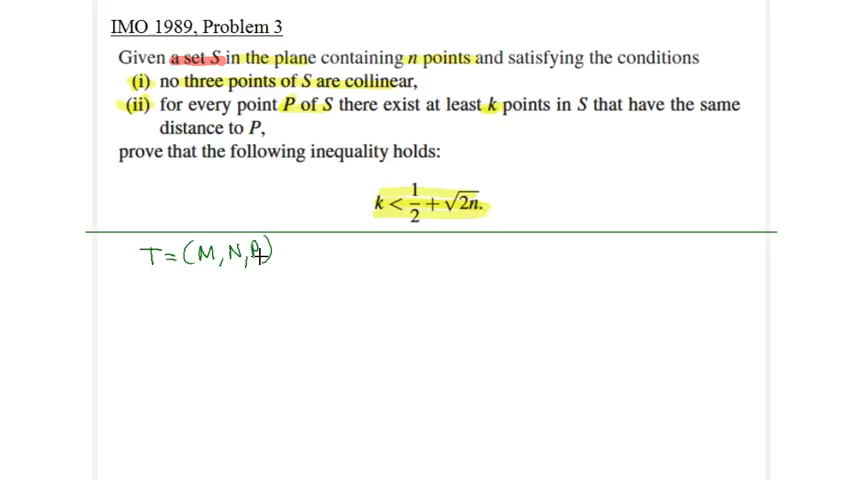 IMO 1989, Problem 3
Given a set S in the plane containing n points and satisfying the conditions
(i) no three points of S are collinear,
(ii) for every point P of S there exist at least k points in S that have the same
distance to P,
prove that the following inequality holds:
k < 1/2 + √2n.
T = (M, N, P)